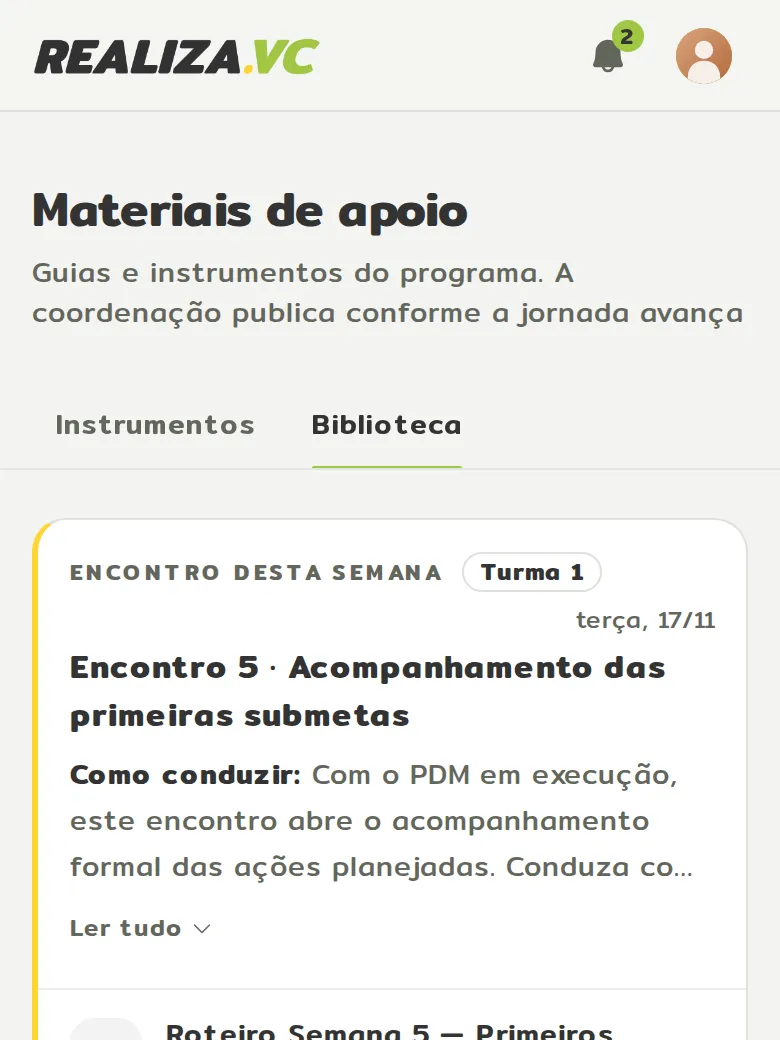 REALIZA.VC
2
Materiais de apoio
Guias e instrumentos do programa. A
coordenação publica conforme a jornada avança
Instrumentos
Biblioteca
ENCONTRO DESTA SEMANA
Turma 1
terça, 17/11
Encontro 5 · Acompanhamento das
primeiras submetas
Como conduzir: Com o PDM em execução,
este encontro abre o acompanhamento
formal das ações planejadas. Conduza co...
Ler tudo
Roteiro Semana 5 — Primeiros